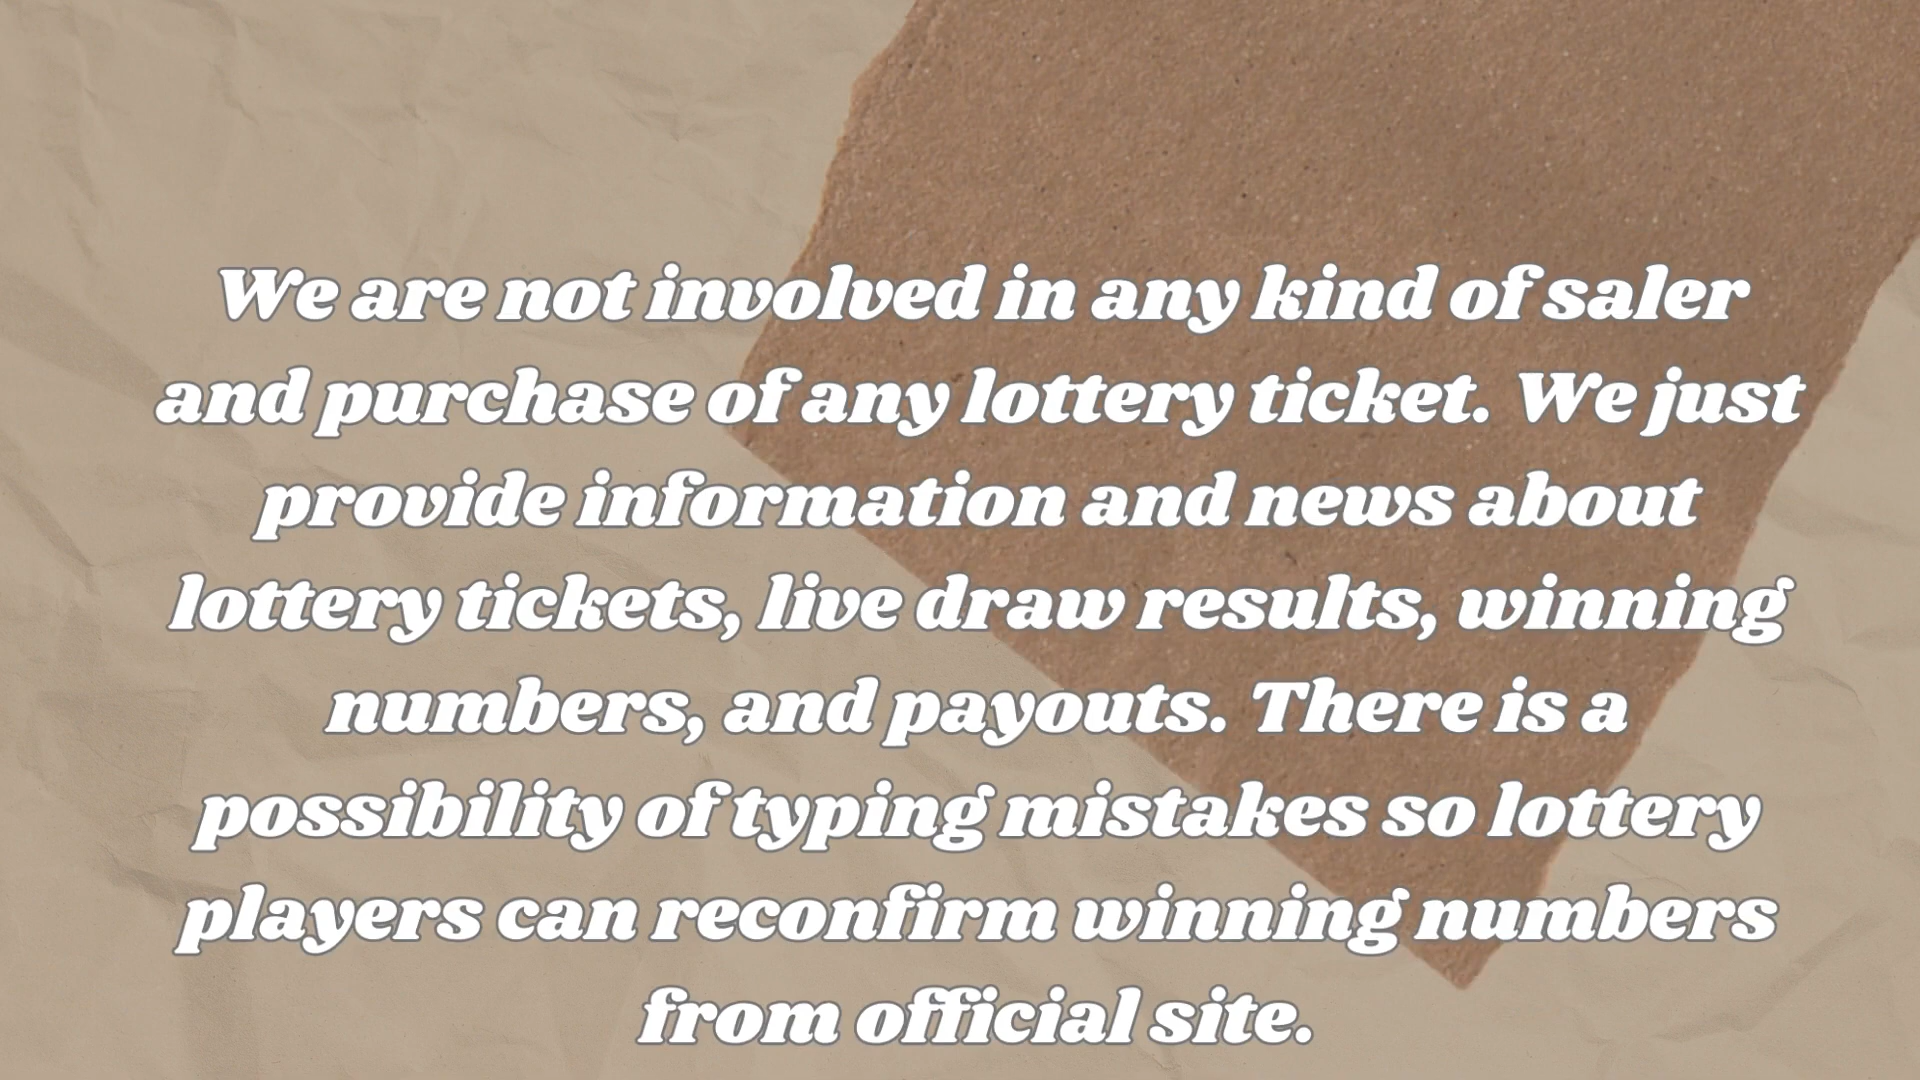 We are not involved in any kind of saler
and purchase of any lottery ticket. We just
provide information and news about
lottery tickets, live draw results, winning
numbers, and payouts. There is a
possibility of typing mistakes so lottery
players can reconfirm winning numbers
from official site.